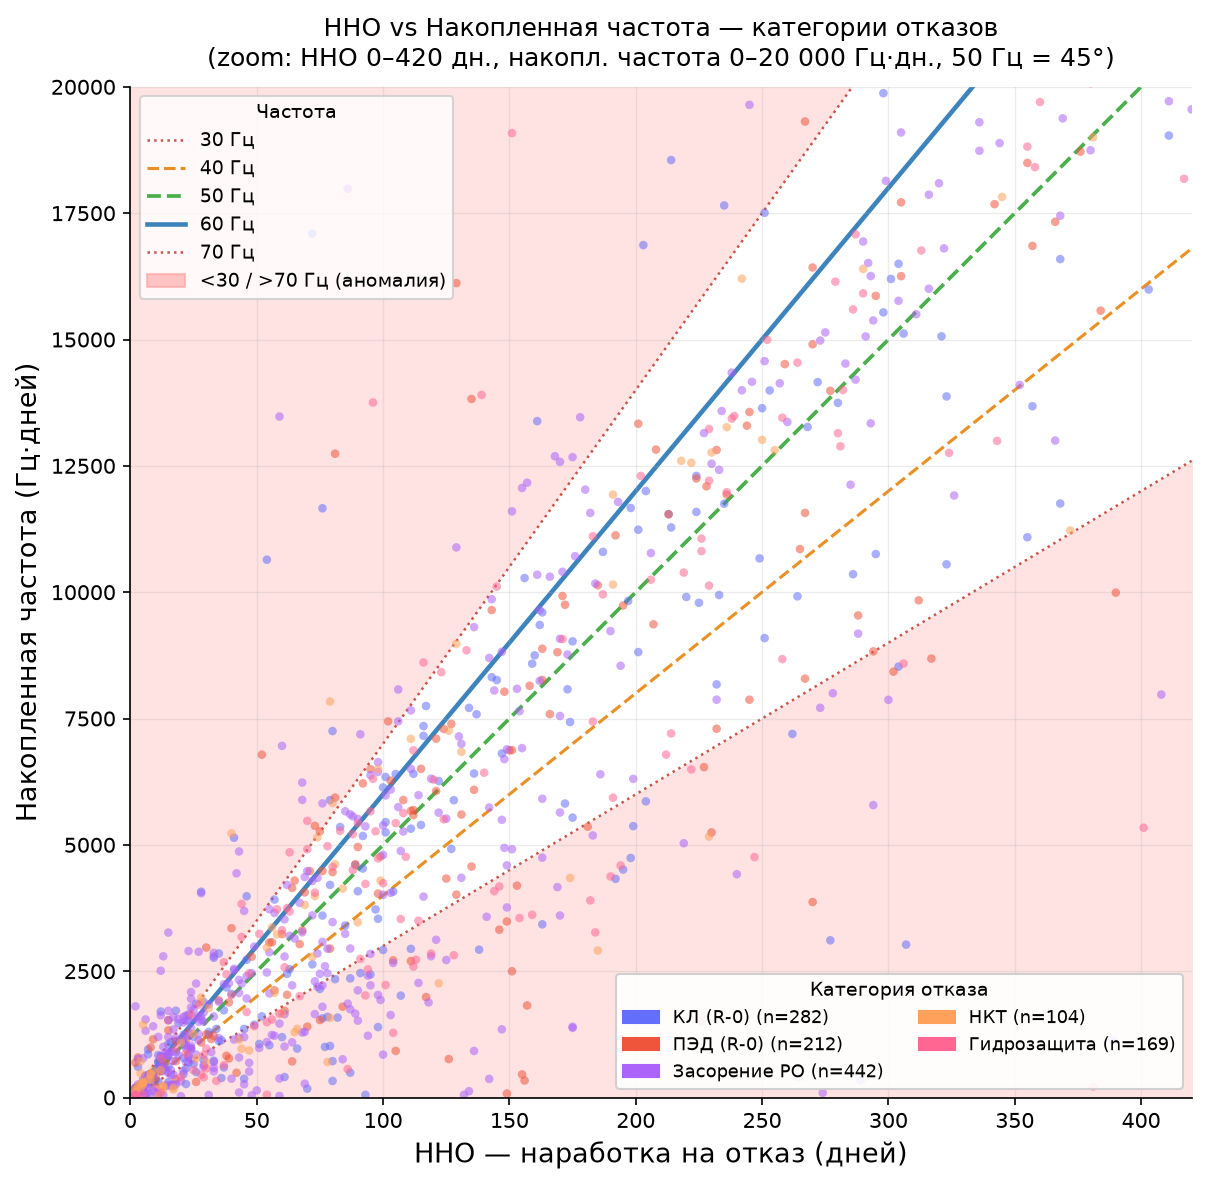 ННО vs Накопленная частота — категории отказов
(zoom: ННО 0–420 дн., накопл. частота 0–20 000 Гц·дн., 50 Гц = 45°)
Накопленная частота (Гц·дней)
20000
17500
15000
12500
10000
7500
5000
2500
0
Частота
30 Гц
40 Гц
50 Гц
60 Гц
70 Гц
<30 / >70 Гц (аномалия)
Категория отказа
КЛ (R-0) (n=282)
ПЭД (R-0) (n=212)
Засорение РО (n=442)
НКТ (n=104)
Гидрозащита (n=169)
0 50 100 150 200 250 300 350 400
ННО — наработка на отказ (дней)